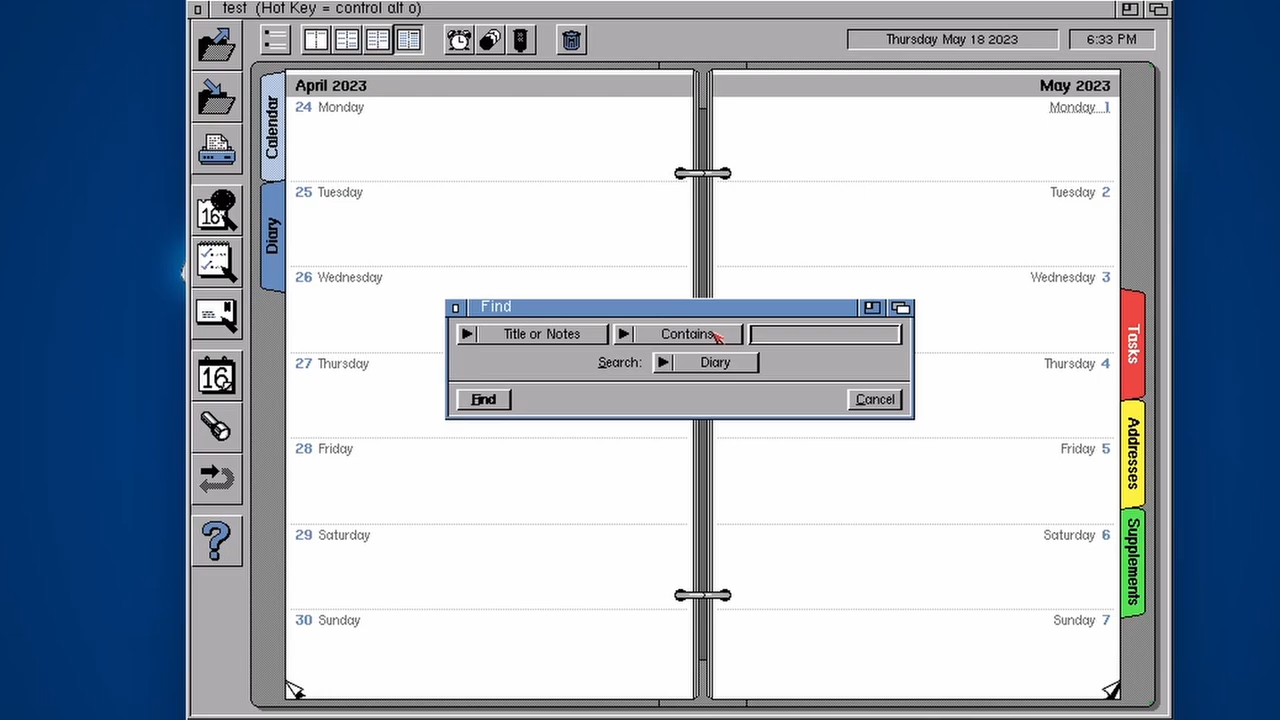 test (Hot Key = control alt o)
Thursday May 18 2023
6:33 PM
April 2023
May 2023
24 Monday
Monday 1
25 Tuesday
Tuesday 2
26 Wednesday
Wednesday 3
27 Thursday
Thursday 4
28 Friday
Friday 5
29 Saturday
Saturday 6
30 Sunday
Sunday 7
Calendar
Diary
Tasks
Addresses
Supplements
16
16
Find
Title or Notes
Contains
Search:
Diary
Find
Cancel